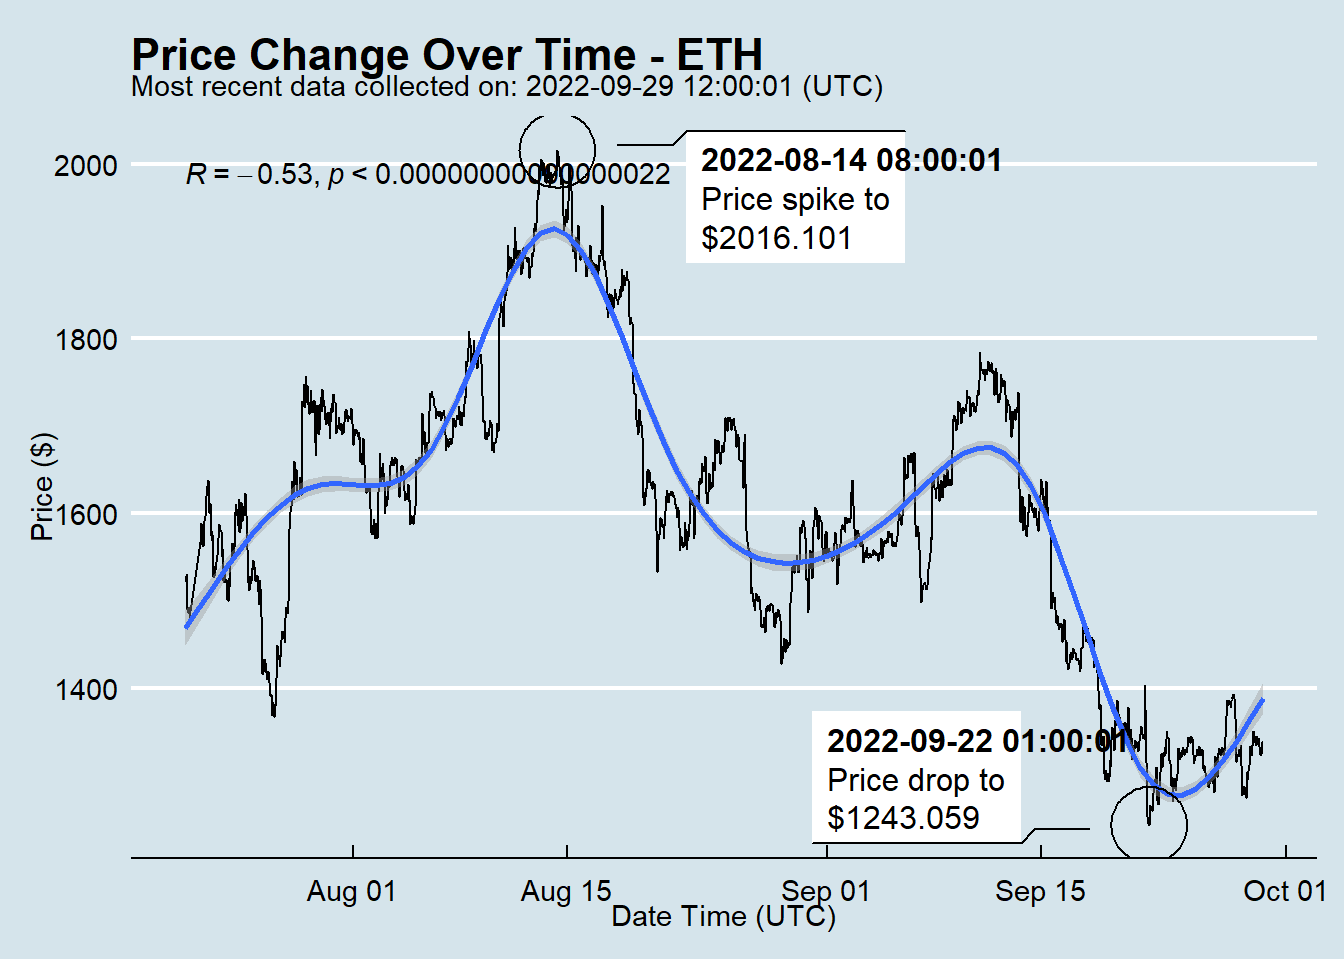 Price Change Over Time - ETH
Most recent data collected on: 2022-09-29 12:00:01 (UTC)
R = −0.53, p < 0.00000000000000022
2022-08-14 08:00:01
Price spike to
$2016.101
2000
1800
1600
1400
Price ($)
2022-09-22 01:00:01
Price drop to
$1243.059
Aug 01
Aug 15
Sep 01
Sep 15
Oct 01
Date Time (UTC)